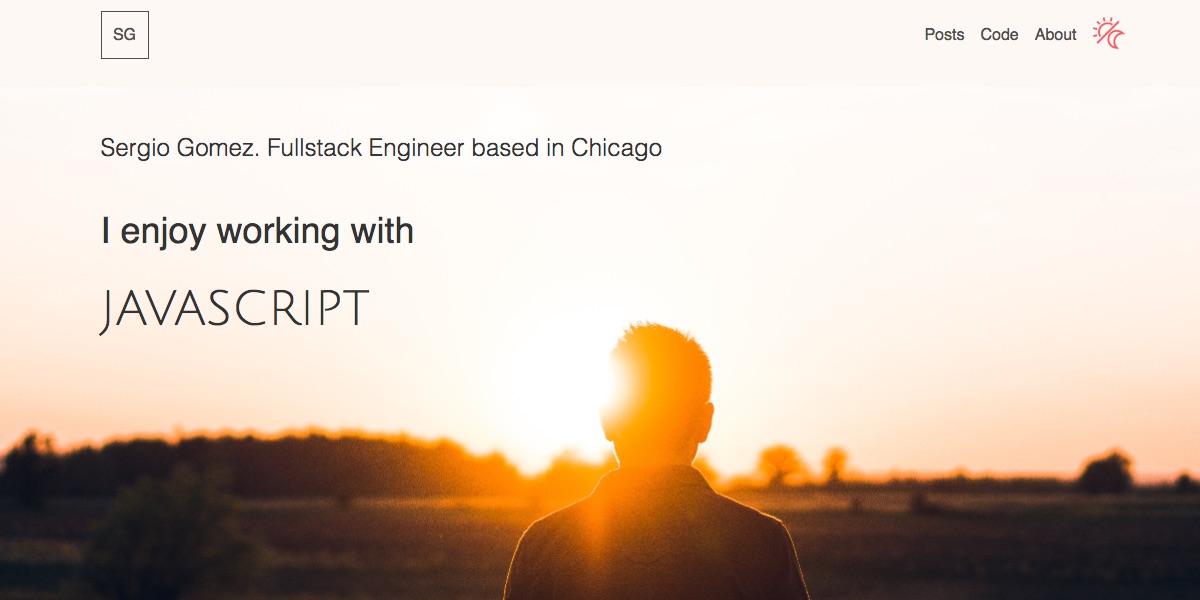 SG
Posts Code About
Sergio Gomez. Fullstack Engineer based in Chicago
I enjoy working with
JAVASCRIPT